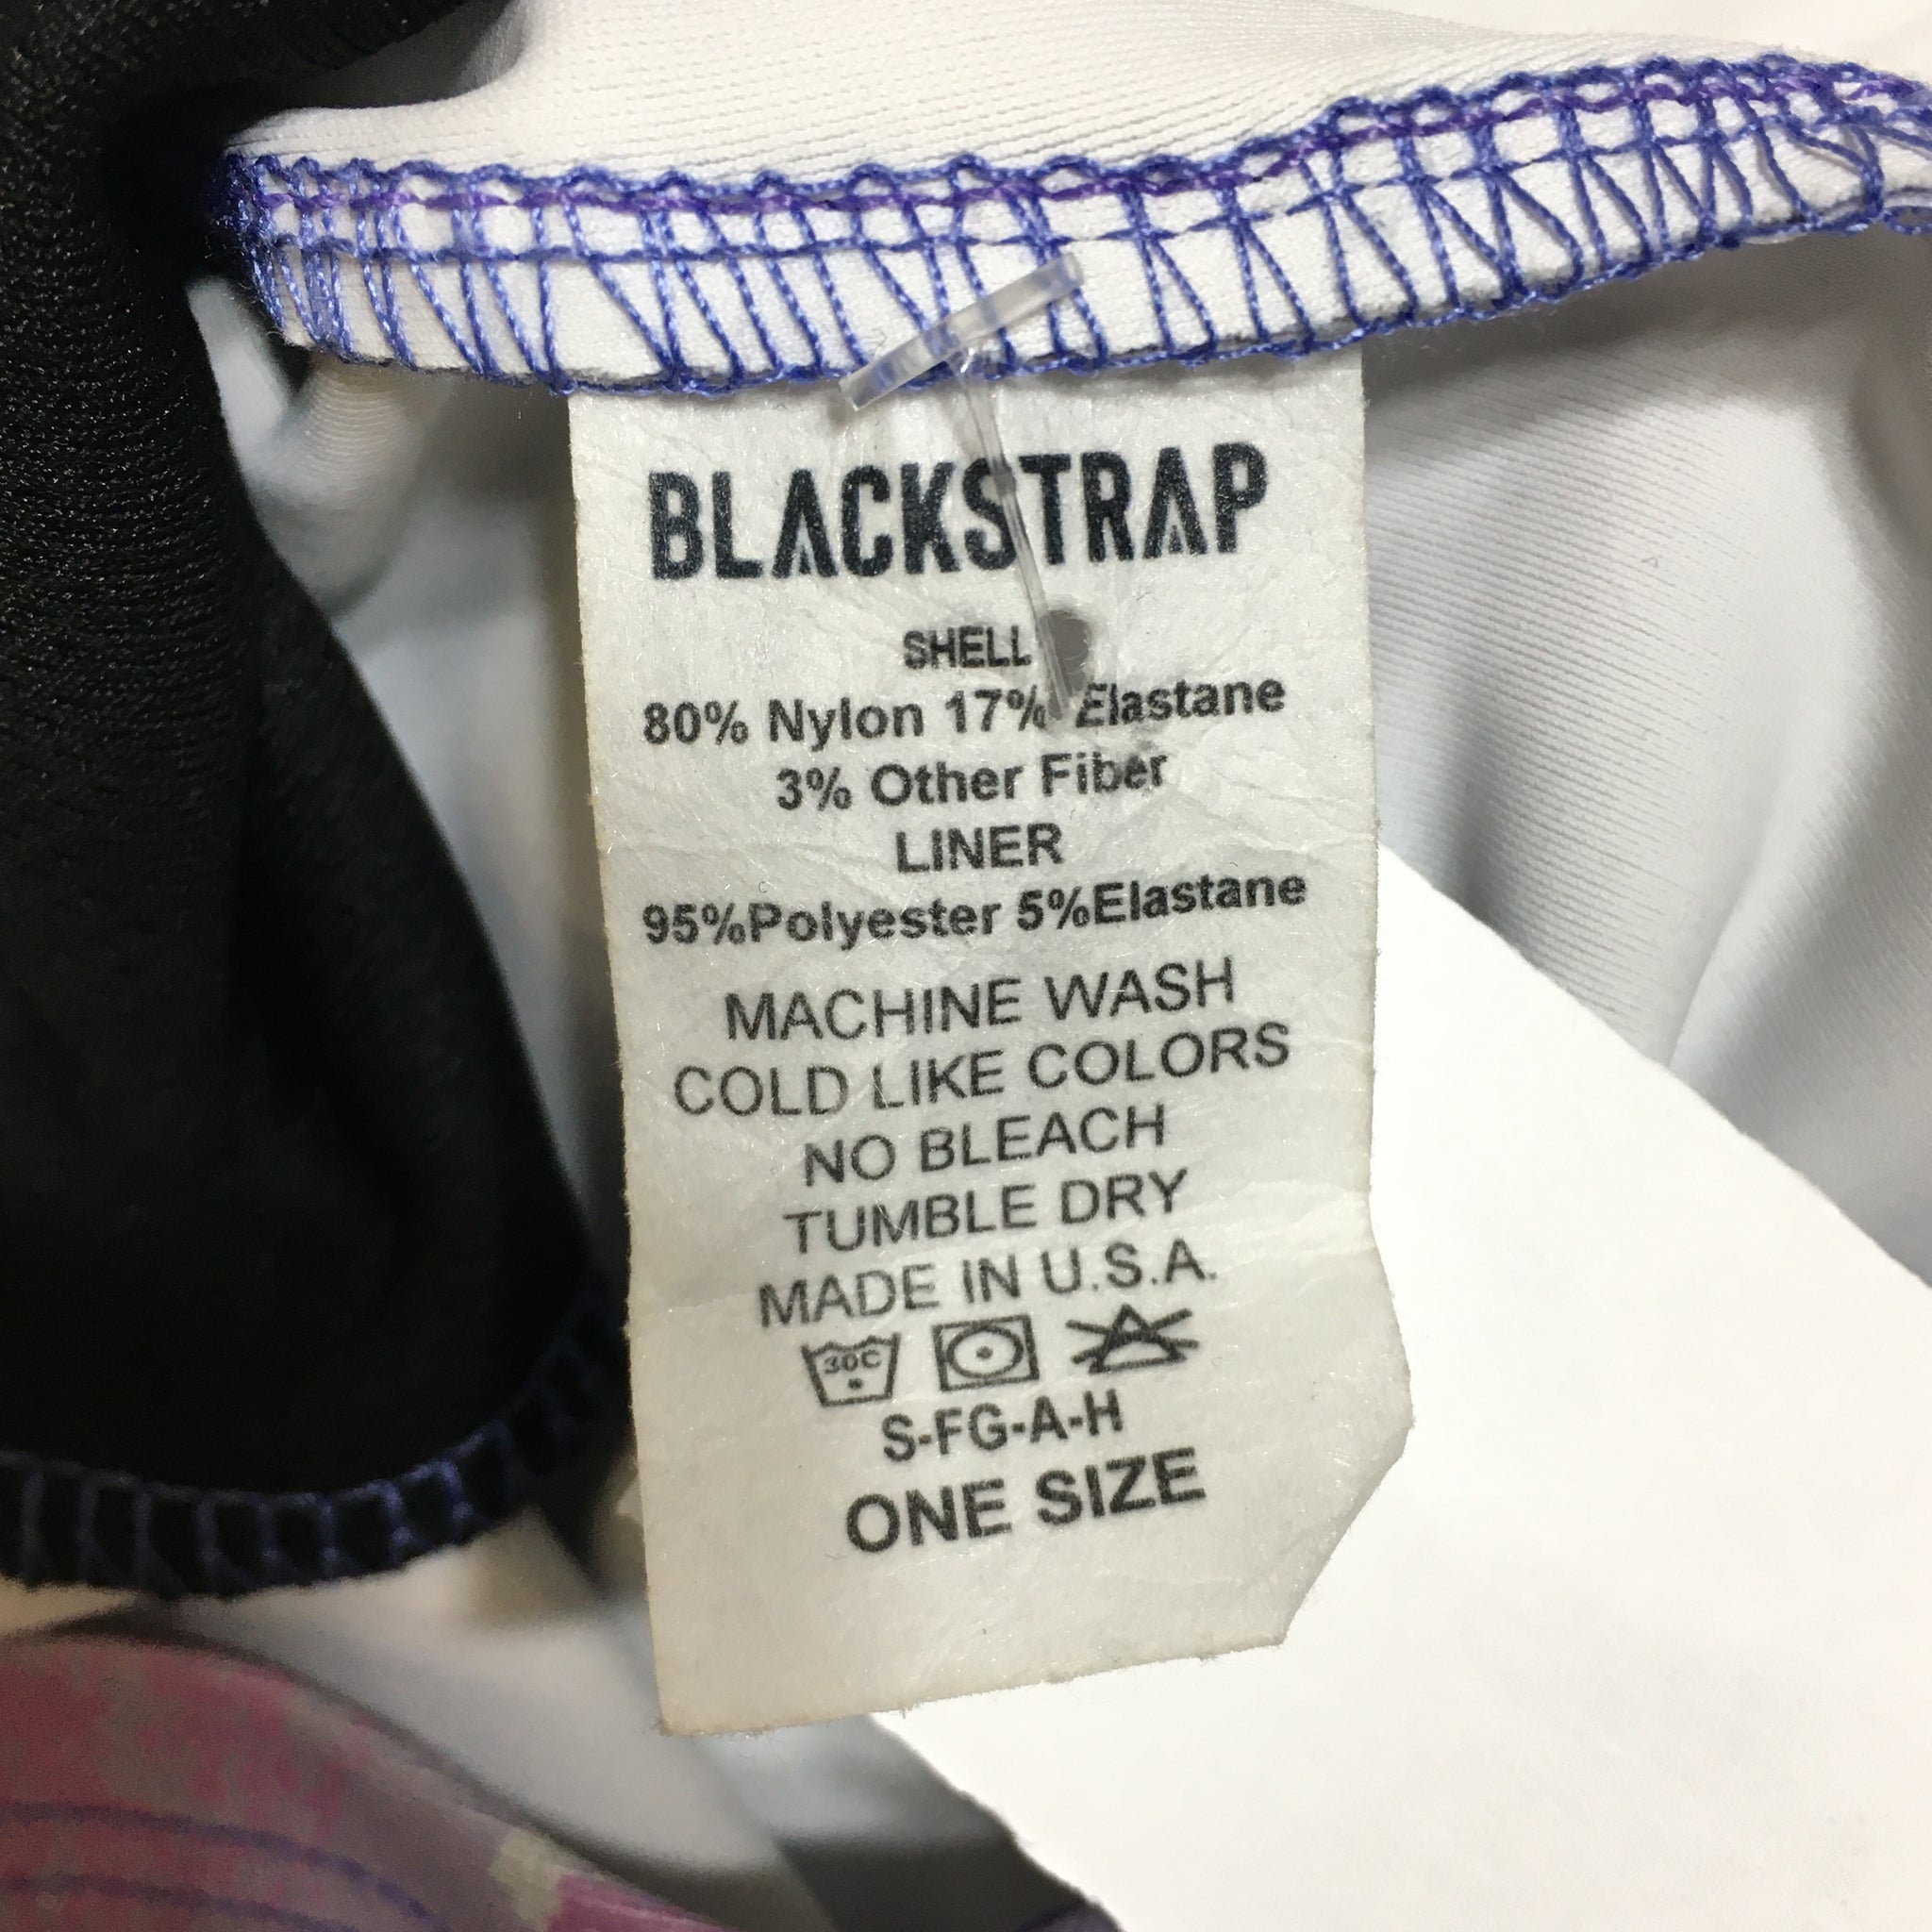 BLACKSTRAP
SHELL
80% Nylon 17% Elastane
3% Other Fiber
LINER
95%Polyester 5%Elastane
MACHINE WASH
COLD LIKE COLORS
NO BLEACH
TUMBLE DRY
MADE IN U.S.A.
30C
S-FG-A-H
ONE SIZE